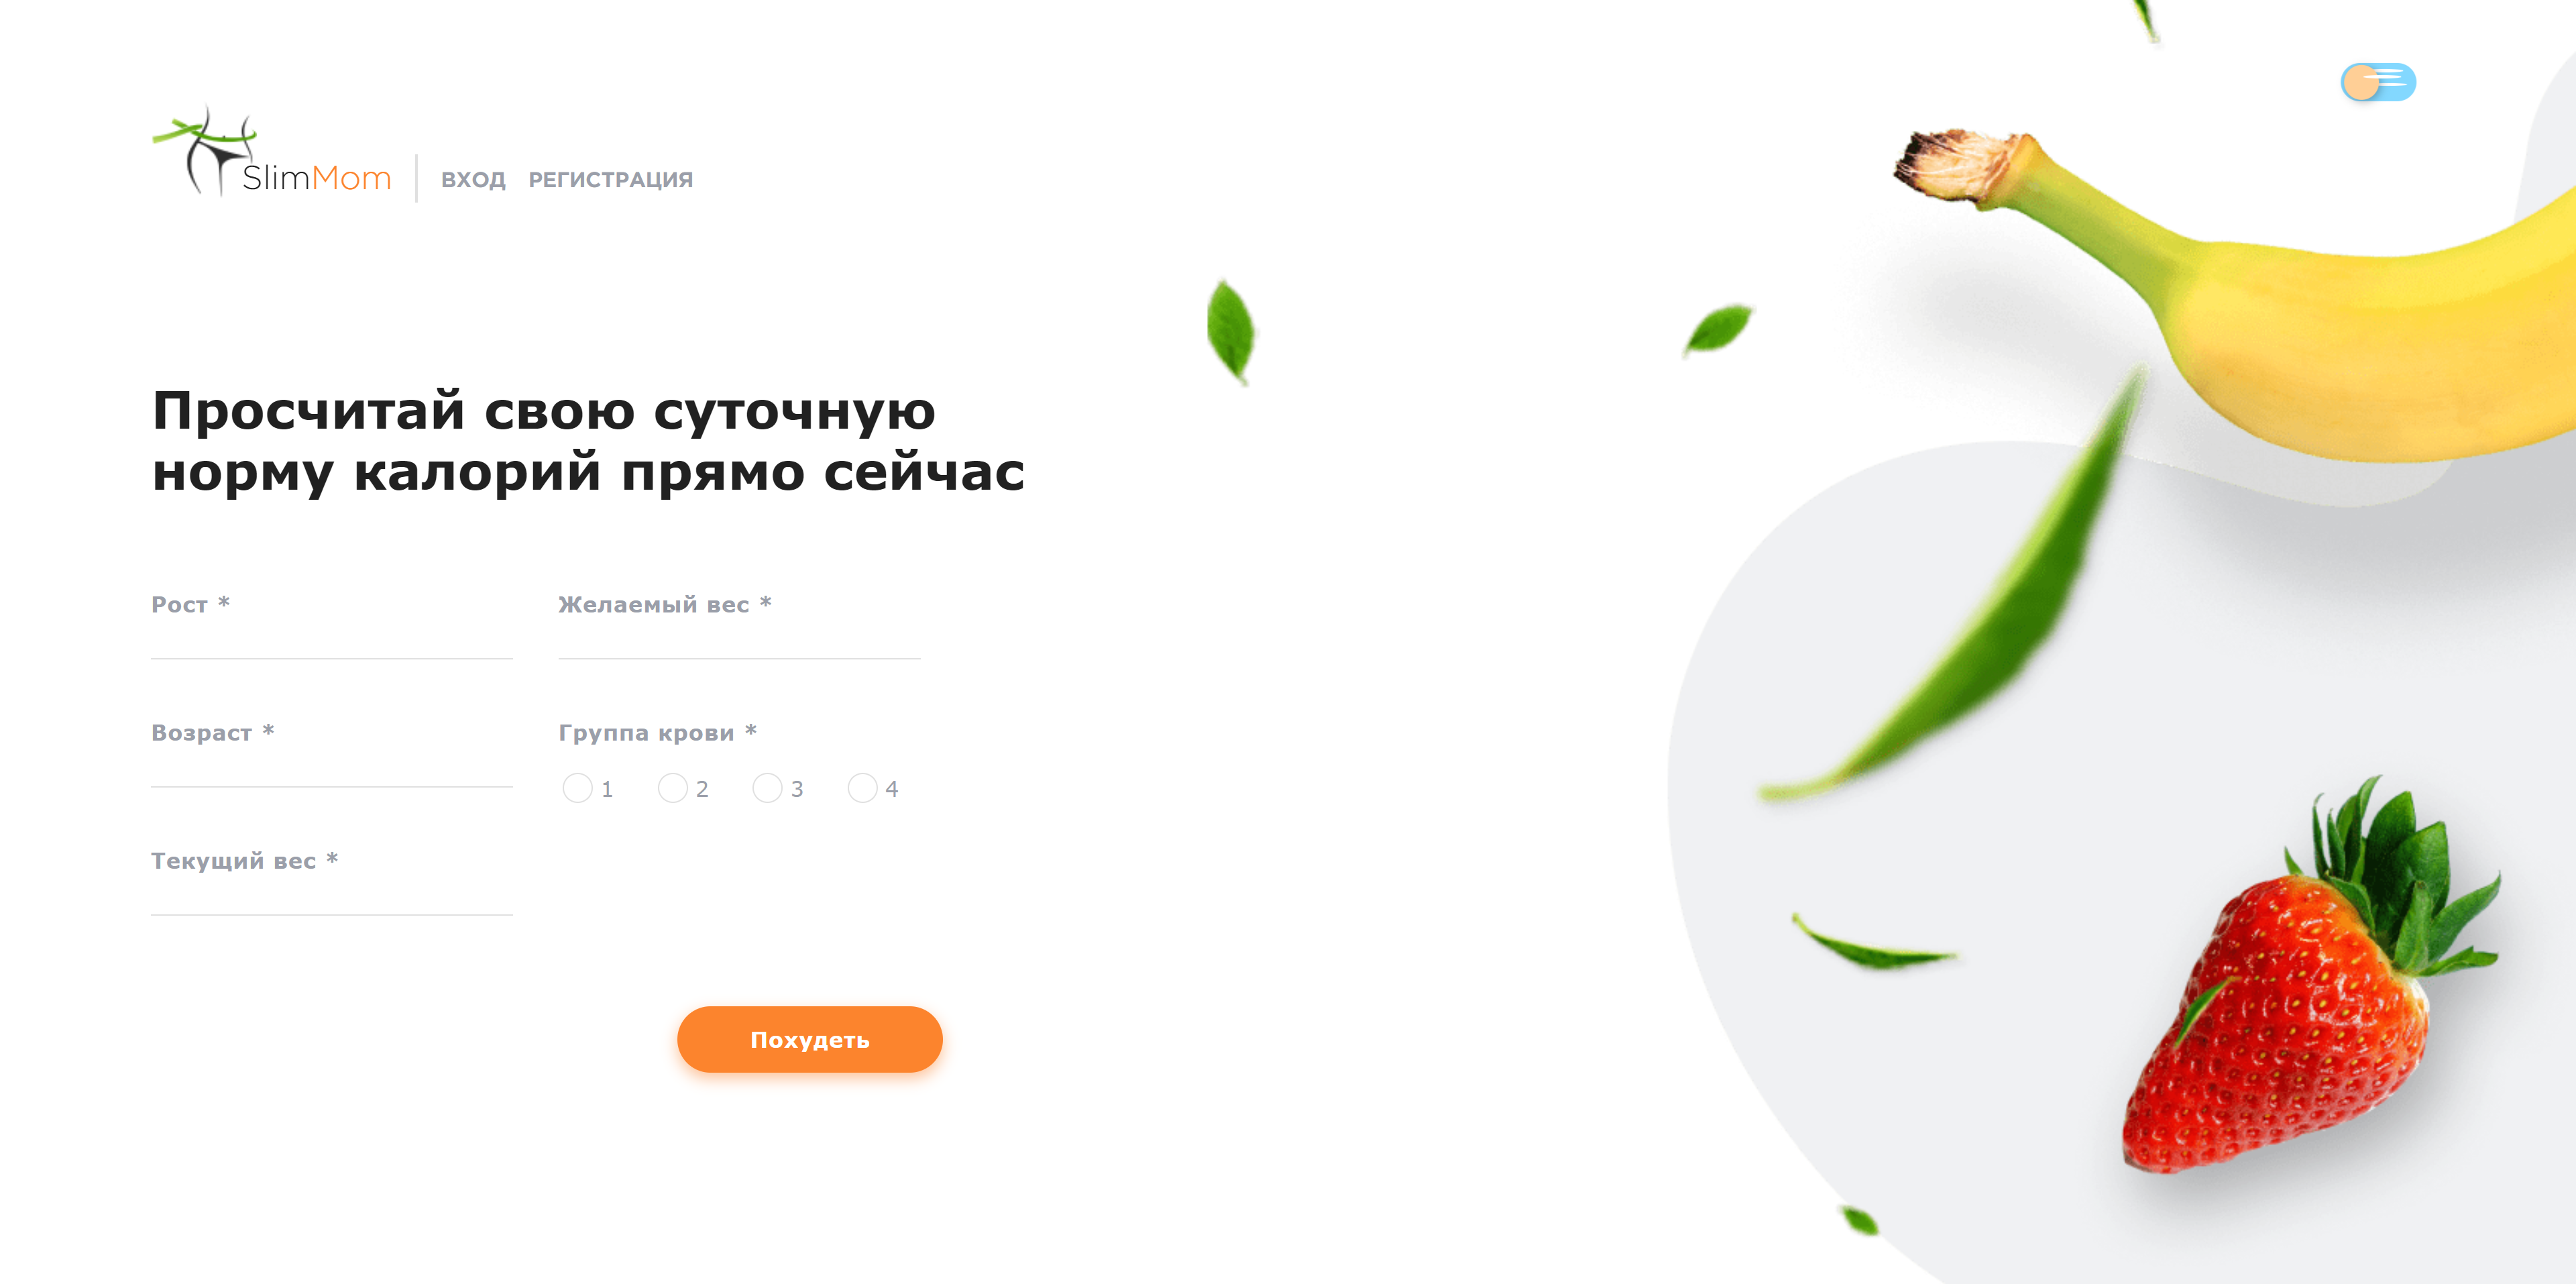 SlimMom
ВХОД РЕГИСТРАЦИЯ
Просчитай свою суточную
норму калорий прямо сейчас
Рост *
Желаемый вес *
Возраст *
Группа крови *
1 2 3 4
Текущий вес *
Похудеть